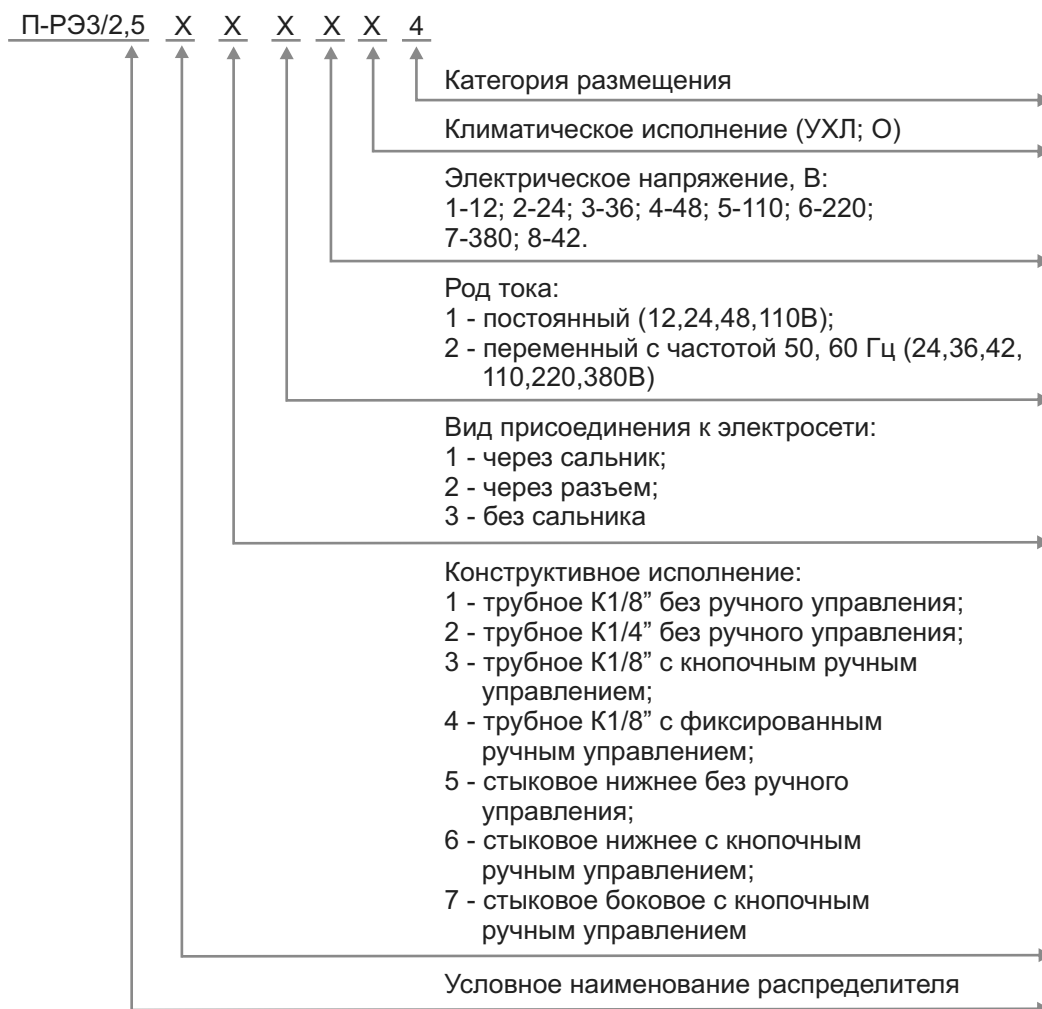 П-РЭ3/2,5 Х Х Х Х Х 4
Категория размещения
Климатическое исполнение (УХЛ; О)
Электрическое напряжение, В:
1-12; 2-24; 3-36; 4-48; 5-110; 6-220;
7-380; 8-42.
Род тока:
1 - постоянный (12,24,48,110В);
2 - переменный с частотой 50, 60 Гц (24,36,42,
110,220,380В)
Вид присоединения к электросети:
1 - через сальник;
2 - через разъем;
3 - без сальника
Конструктивное исполнение:
1 - трубное К1/8” без ручного управления;
2 - трубное К1/4” без ручного управления;
3 - трубное К1/8” с кнопочным ручным
управлением;
4 - трубное К1/8” с фиксированным
ручным управлением;
5 - стыковое нижнее без ручного
управления;
6 - стыковое нижнее с кнопочным
ручным управлением;
7 - стыковое боковое с кнопочным
ручным управлением
Условное наименование распределителя